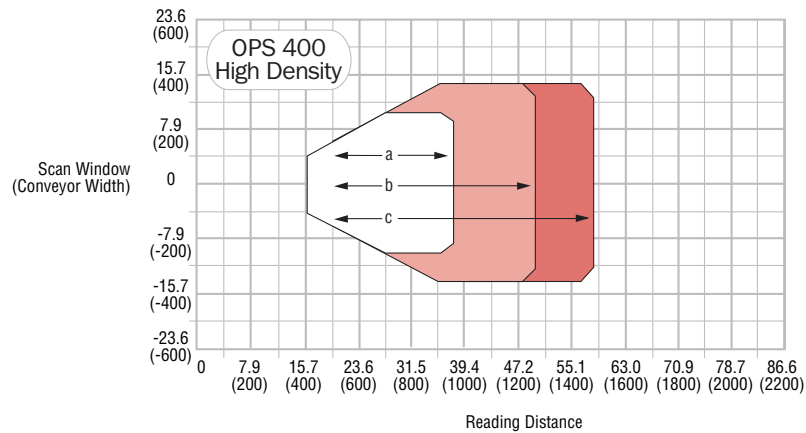 23.6
(600)
OPS 400
High Density
15.7
(400)
7.9
(200)
a
Scan Window
(Conveyor Width)
0
b
c
-7.9
(-200)
-15.7
(-400)
-23.6
(-600)
0 7.9 15.7 23.6 31.5 39.4 47.2 55.1 63.0 70.9 78.7 86.6
(200) (400) (600) (800) (1000) (1200) (1400) (1600) (1800) (2000) (2200)
Reading Distance